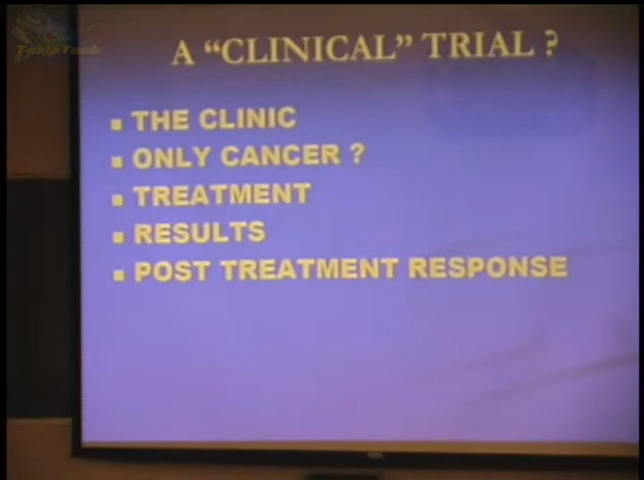 A “CLINICAL” TRIAL ?
▪ THE CLINIC
▪ ONLY CANCER ?
▪ TREATMENT
▪ RESULTS
▪ POST TREATMENT RESPONSE